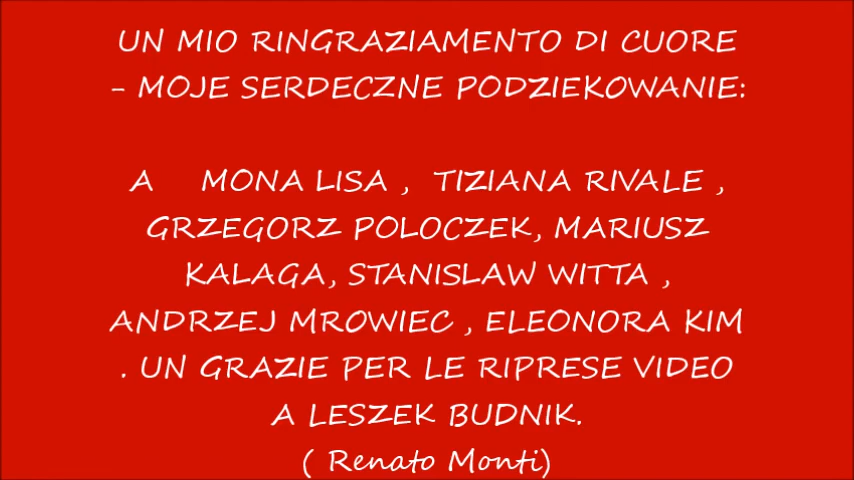 UN MIO RINGRAZIAMENTO DI CUORE
- MOJE SERDECZNE PODZIEKOWANIE:
A MONA LISA , TIZIANA RIVALE ,
GRZEGORZ POLOCZEK, MARIUSZ
KALAGA, STANISLAW WITTA ,
ANDRZEJ MROWIEC , ELEONORA KIM
. UN GRAZIE PER LE RIPRESE VIDEO
A LESZEK BUDNIK.
( Renato Monti)